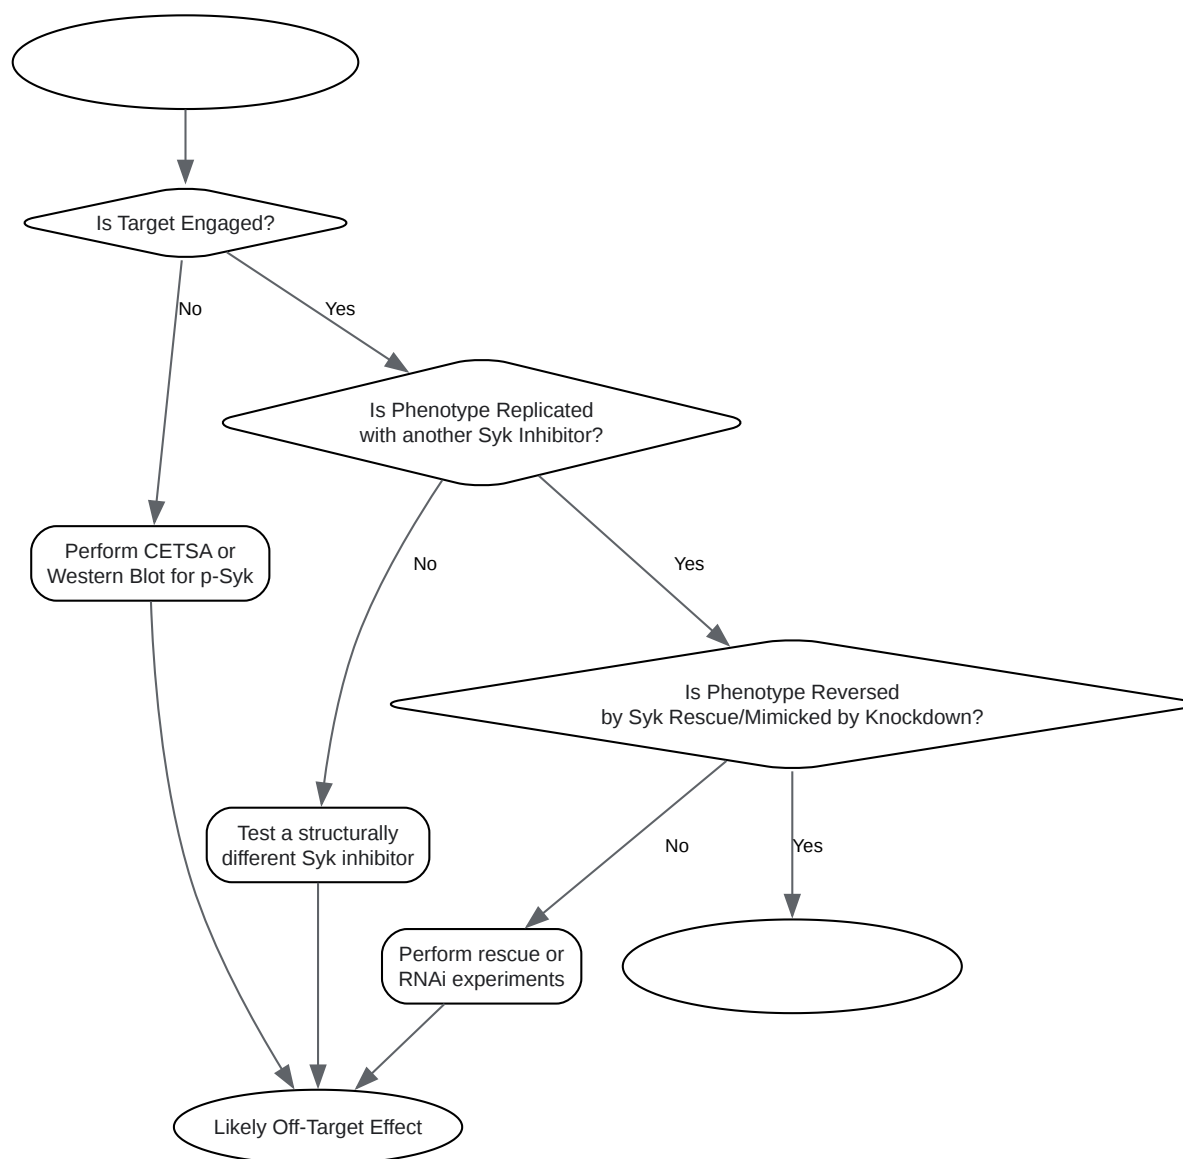 Is Target Engaged?
No
Yes
Is Phenotype Replicated
with another Syk Inhibitor?
Perform CETSA or
Western Blot for p-Syk
No
Yes
Is Phenotype Reversed
by Syk Rescue/Mimicked by Knockdown?
Test a structurally
different Syk inhibitor
No
Yes
Perform rescue or
RNAi experiments
Likely Off-Target Effect